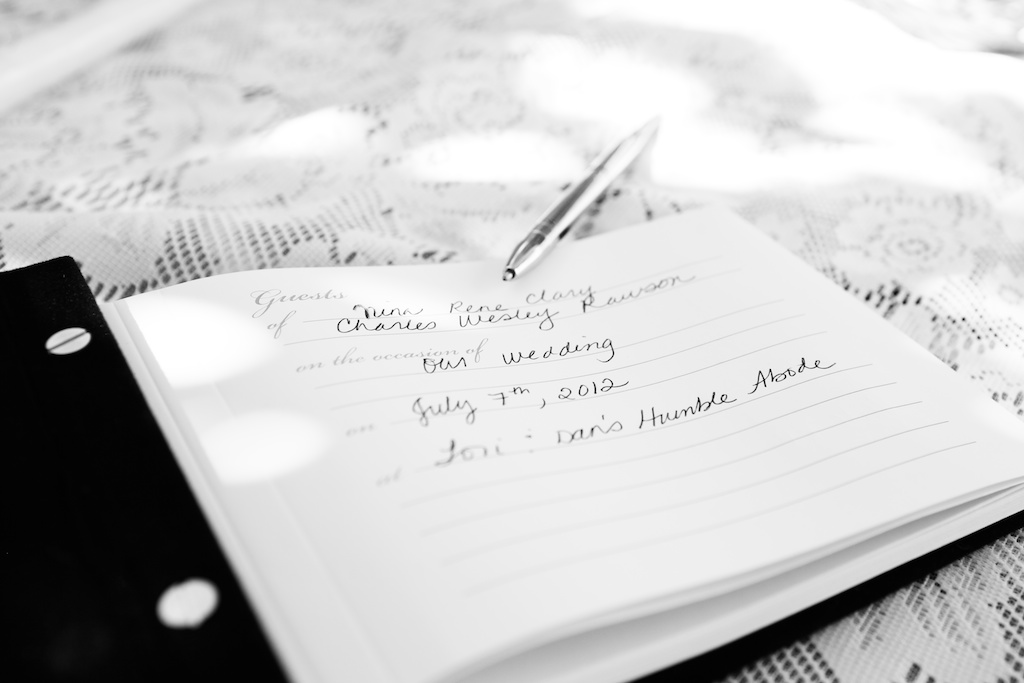 Guests Nina Rene Clary
of Charles Wesley Rawson
on the occasion of
our wedding
on July 7th, 2012
at Lori : Dan's Humble Abode